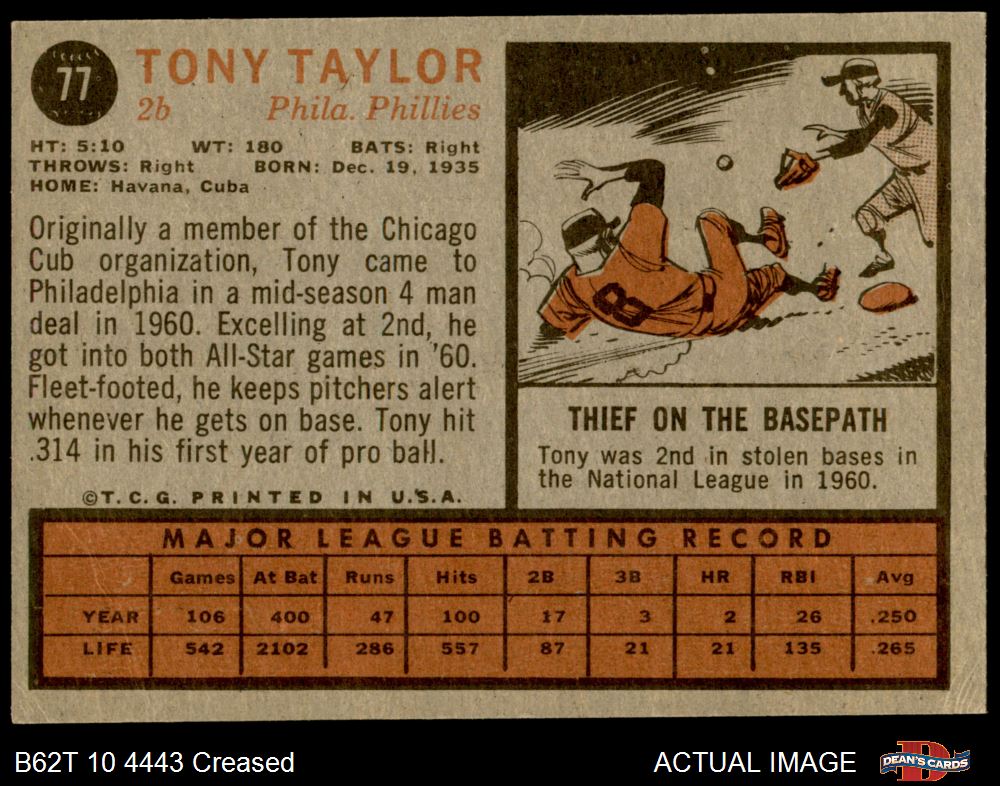 77
TONY TAYLOR
2b Phila. Phillies
HT: 5:10 WT: 180 BATS: Right
THROWS: Right BORN: Dec. 19, 1935
HOME: Havana, Cuba
Originally a member of the Chicago
Cub organization, Tony came to
Philadelphia in a mid-season 4 man
deal in 1960. Excelling at 2nd, he
got into both All-Star games in '60.
Fleet-footed, he keeps pitchers alert
whenever he gets on base. Tony hit
.314 in his first year of pro ball.
©T.C.G. PRINTED IN U.S.A.
8
THIEF ON THE BASEPATH
Tony was 2nd in stolen bases in
the National League in 1960.
MAJOR LEAGUE BATTING RECORD
Games At Bat Runs Hits 2B 3B HR RBI Avg
YEAR 106 400 47 100 17 3 2 26 .250
LIFE 542 2102 286 557 87 21 21 135 .265
B62T 10 4443 Creased
ACTUAL IMAGE
D
DEAN'S CARDS